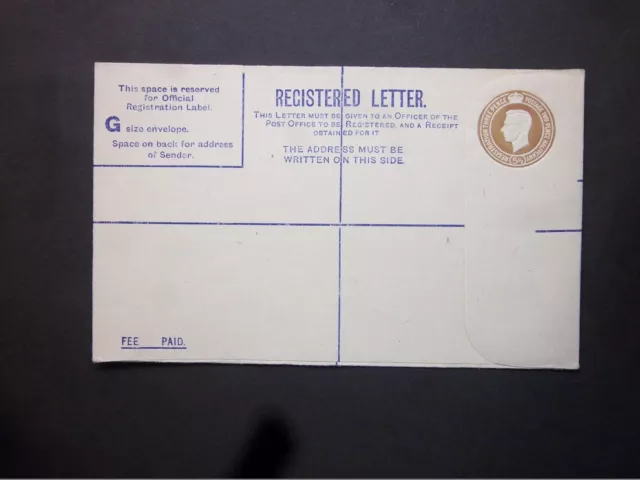 This space is reserved
for Official
Registration Label.
G size envelope.
Space on back for address
of Sender.
REGISTERED LETTER.
THIS LETTER MUST BE GIVEN TO AN OFFICER OF THE
POST OFFICE TO BE REGISTERED, AND A RECEIPT
OBTAINED FOR IT
THE ADDRESS MUST BE
WRITTEN ON THIS SIDE.
FEE PAID.